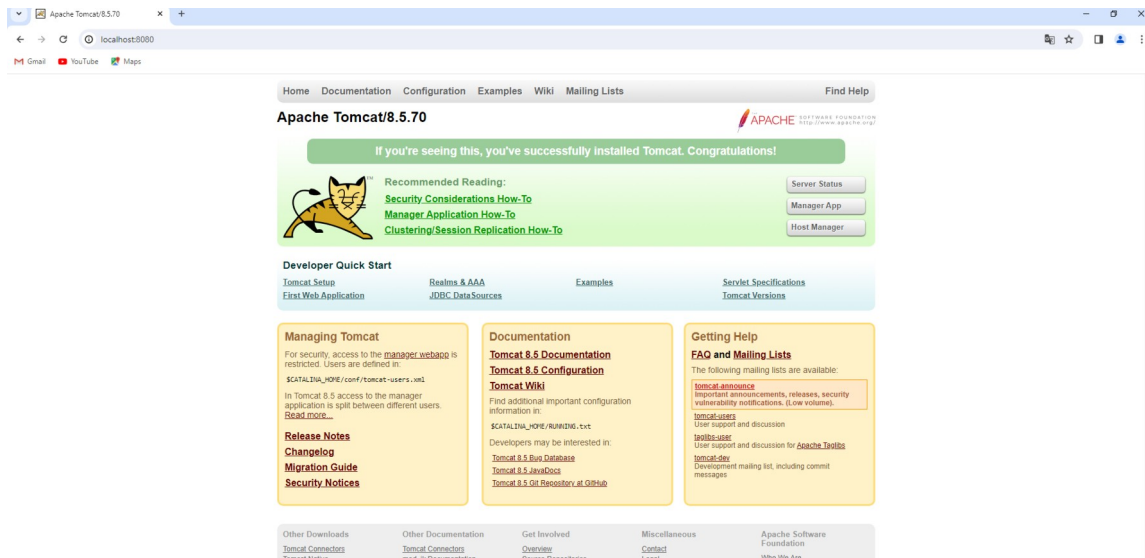 Apache Tomcat/8.5.70
localhost:8080
Gmail YouTube Maps
Home Documentation Configuration Examples Wiki Mailing Lists Find Help
Apache Tomcat/8.5.70
APACHE SOFTWARE FOUNDATION
http://www.apache.org/
If you're seeing this, you've successfully installed Tomcat. Congratulations!
TM
Recommended Reading:
Security Considerations How-To
Manager Application How-To
Clustering/Session Replication How-To
Server Status
Manager App
Host Manager
Developer Quick Start
Tomcat Setup
First Web Application
Realms & AAA
JDBC DataSources
Examples
Servlet Specifications
Tomcat Versions
Managing Tomcat
For security, access to the manager webapp is
restricted. Users are defined in:
$CATALINA_HOME/conf/tomcat-users.xml
In Tomcat 8.5 access to the manager
application is split between different users.
Read more...
Release Notes
Changelog
Migration Guide
Security Notices
Documentation
Tomcat 8.5 Documentation
Tomcat 8.5 Configuration
Tomcat Wiki
Find additional important configuration
information in:
$CATALINA_HOME/RUNNING.txt
Developers may be interested in:
Tomcat 8.5 Bug Database
Tomcat 8.5 JavaDocs
Tomcat 8.5 Git Repository at GitHub
Getting Help
FAQ and Mailing Lists
The following mailing lists are available:
tomcat-announce
Important announcements, releases, security
vulnerability notifications. (Low volume).
tomcat-users
User support and discussion
taglibs-user
User support and discussion for Apache Taglibs
tomcat-dev
Development mailing list, including commit
messages
Other Downloads
Tomcat Connectors
Other Documentation
Tomcat Connectors
Get Involved
Overview
Miscellaneous
Contact
Apache Software
Foundation
Who We Are